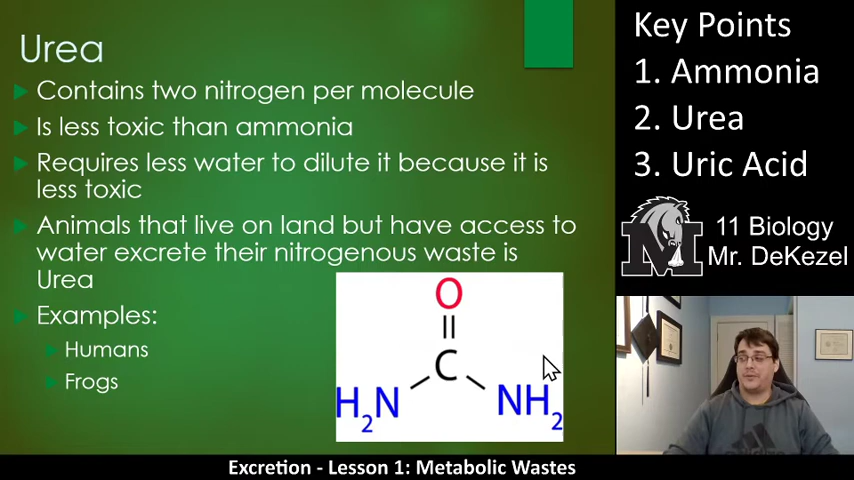 Urea
Contains two nitrogen per molecule
Is less toxic than ammonia
Requires less water to dilute it because it is
less toxic
Animals that live on land but have access to
water excrete their nitrogenous waste is
Urea
Examples:
Humans
Frogs
O
C
H2N
NH2
Key Points
1. Ammonia
2. Urea
3. Uric Acid
M
11 Biology
Mr. DeKezel
adidas
Excretion - Lesson 1: Metabolic Wastes